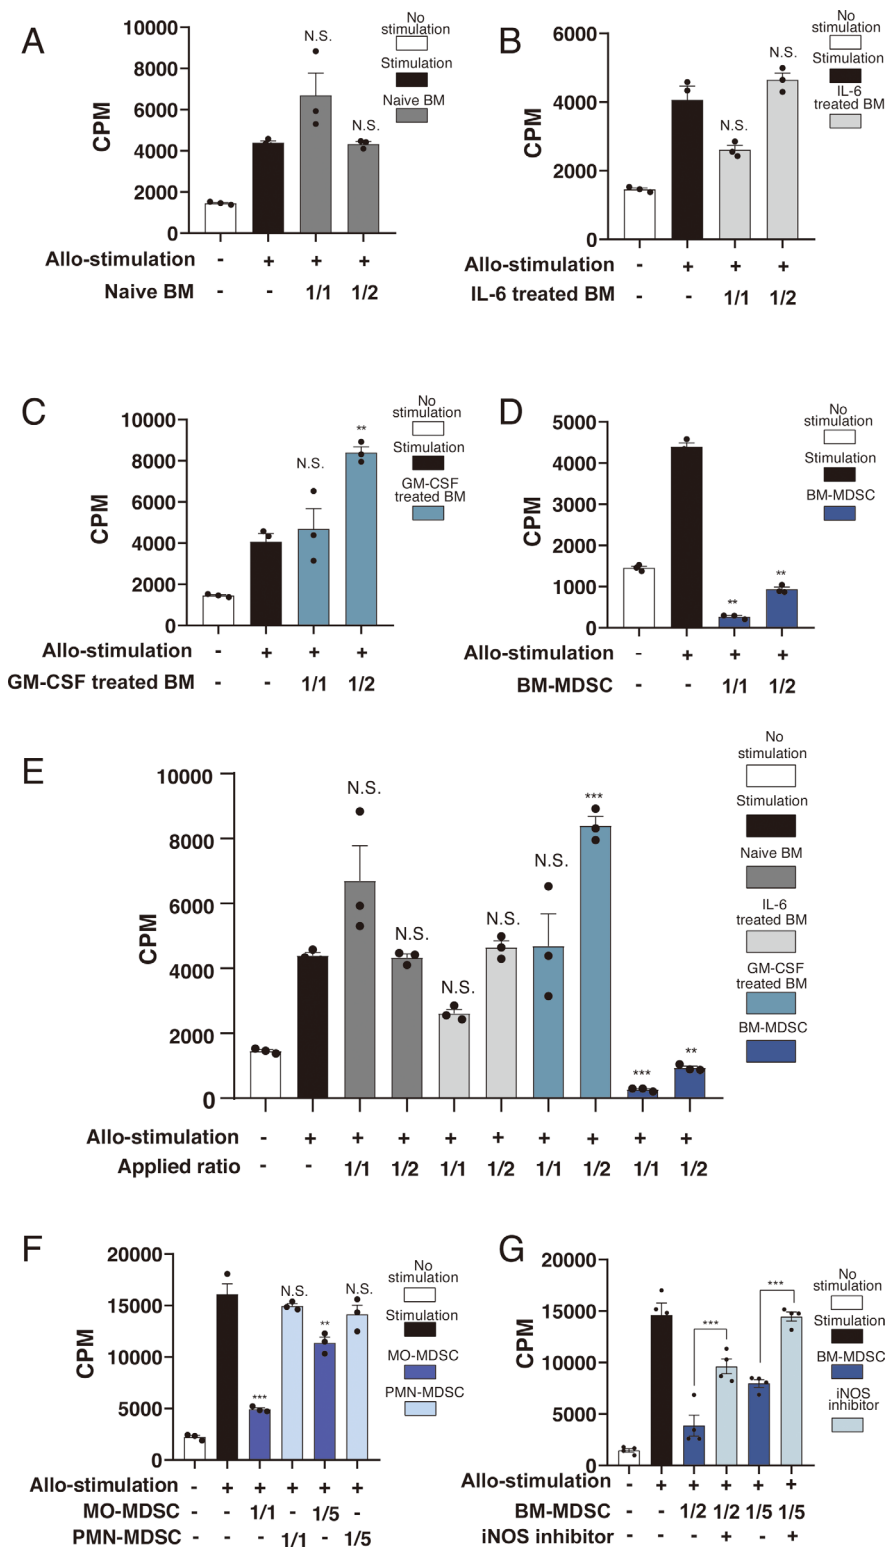 A
10000
8000
6000
4000
2000
0
CPM
N.S.
N.S.
No
stimulation
Stimulation
Naive BM
Allo-stimulation - + + +
Naive BM - - 1/1 1/2
B
6000
4000
2000
0
CPM
N.S.
N.S.
No
stimulation
Stimulation
IL-6
treated BM
Allo-stimulation - + + +
IL-6 treated BM - - 1/1 1/2
C
10000
8000
6000
4000
2000
0
CPM
N.S.
**
No
stimulation
Stimulation
GM-CSF
treated BM
Allo-stimulation - + + +
GM-CSF treated BM - - 1/1 1/2
D
5000
4000
3000
2000
1000
0
CPM
**
**
No
stimulation
Stimulation
BM-MDSC
Allo-stimulation - + + +
BM-MDSC - - 1/1 1/2
E
10000
8000
6000
4000
2000
0
CPM
N.S.
N.S.
N.S.
N.S.
N.S.
***
***
**
No
stimulation
Stimulation
Naive BM
IL-6
treated BM
GM-CSF
treated BM
BM-MDSC
Allo-stimulation - + + + + + + + + +
Applied ratio - - 1/1 1/2 1/1 1/2 1/1 1/2 1/1 1/2
F
20000
15000
10000
5000
0
CPM
***
N.S.
**
N.S.
No
stimulation
Stimulation
MO-MDSC
PMN-MDSC
Allo-stimulation - + + + + +
MO-MDSC - - 1/1 - 1/5 -
PMN-MDSC - - - 1/1 - 1/5
G
20000
15000
10000
5000
0
CPM
***
***
No
stimulation
Stimulation
BM-MDSC
iNOS
inhibitor
Allo-stimulation - + + + + +
BM-MDSC - - 1/2 1/2 1/5 1/5
iNOS inhibitor - - - + - +